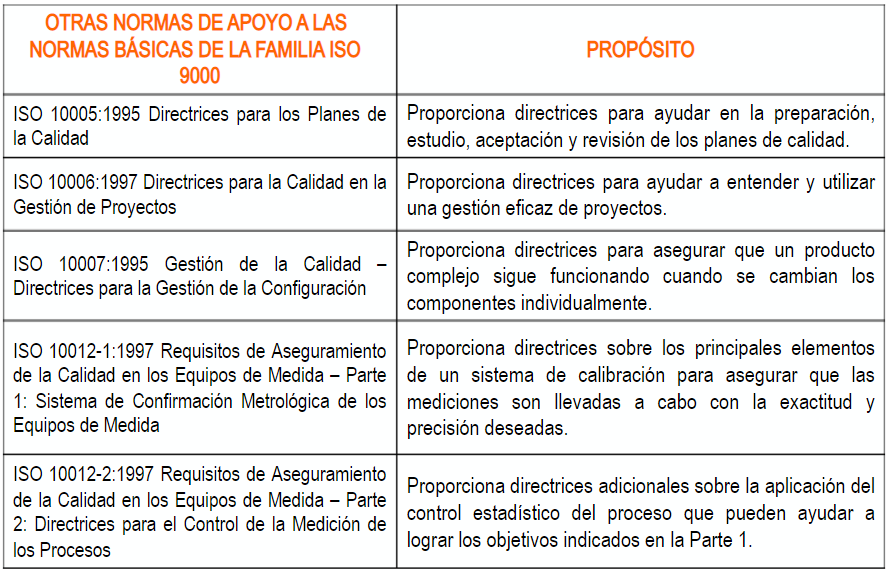 OTRAS NORMAS DE APOYO A LAS
NORMAS BÁSICAS DE LA FAMILIA ISO
9000
PROPÓSITO
ISO 10005:1995 Directrices para los Planes de
la Calidad
Proporciona directrices para ayudar en la preparación,
estudio, aceptación y revisión de los planes de calidad.
ISO 10006:1997 Directrices para la Calidad en la
Gestión de Proyectos
Proporciona directrices para ayudar a entender y utilizar
una gestión eficaz de proyectos.
ISO 10007:1995 Gestión de la Calidad –
Directrices para la Gestión de la Configuración
Proporciona directrices para asegurar que un producto
complejo sigue funcionando cuando se cambian los
componentes individualmente.
ISO 10012-1:1997 Requisitos de Aseguramiento
de la Calidad en los Equipos de Medida – Parte
1: Sistema de Confirmación Metrológica de los
Equipos de Medida
Proporciona directrices sobre los principales elementos
de un sistema de calibración para asegurar que las
mediciones son llevadas a cabo con la exactitud y
precisión deseadas.
ISO 10012-2:1997 Requisitos de Aseguramiento
de la Calidad en los Equipos de Medida – Parte
2: Directrices para el Control de la Medición de
los Procesos
Proporciona directrices adicionales sobre la aplicación del
control estadístico del proceso que pueden ayudar a
lograr los objetivos indicados en la Parte 1.